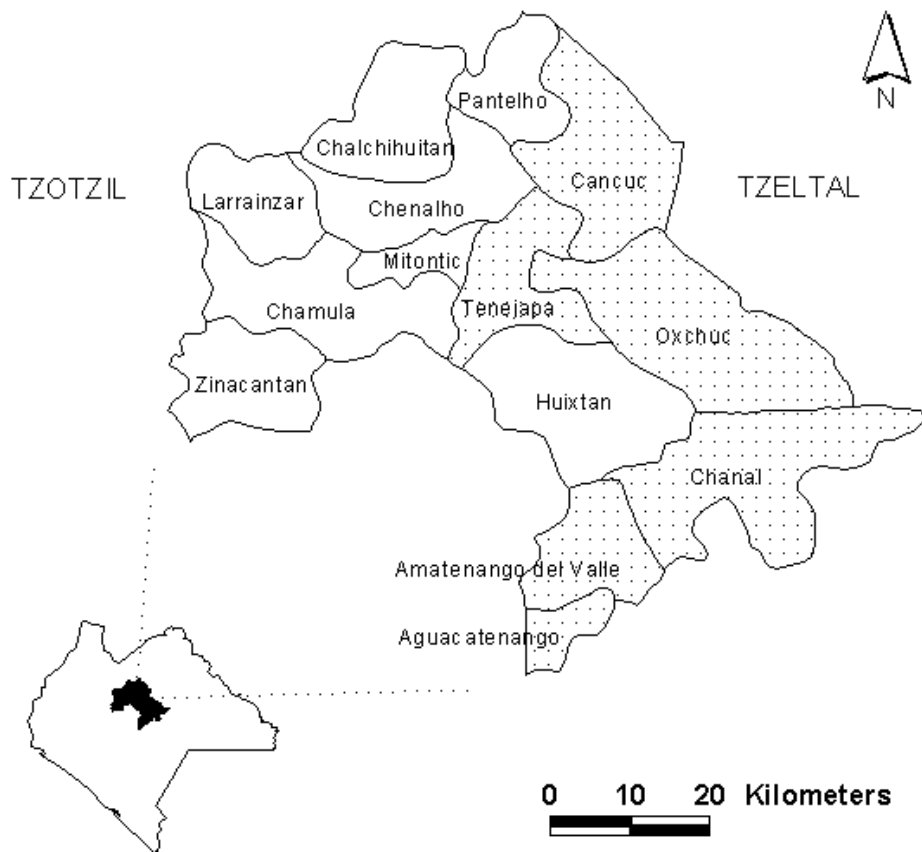 N
Pantelho
Chalchihuitan
TZOTZIL
Cancuc
TZELTAL
Larrainzar
Chenalho
Mitontic
Chamula
Tenejapa
Oxchuc
Zinacantan
Huixtan
Chanal
Amatenango del Valle
Aguacatenango
0 10 20 Kilometers